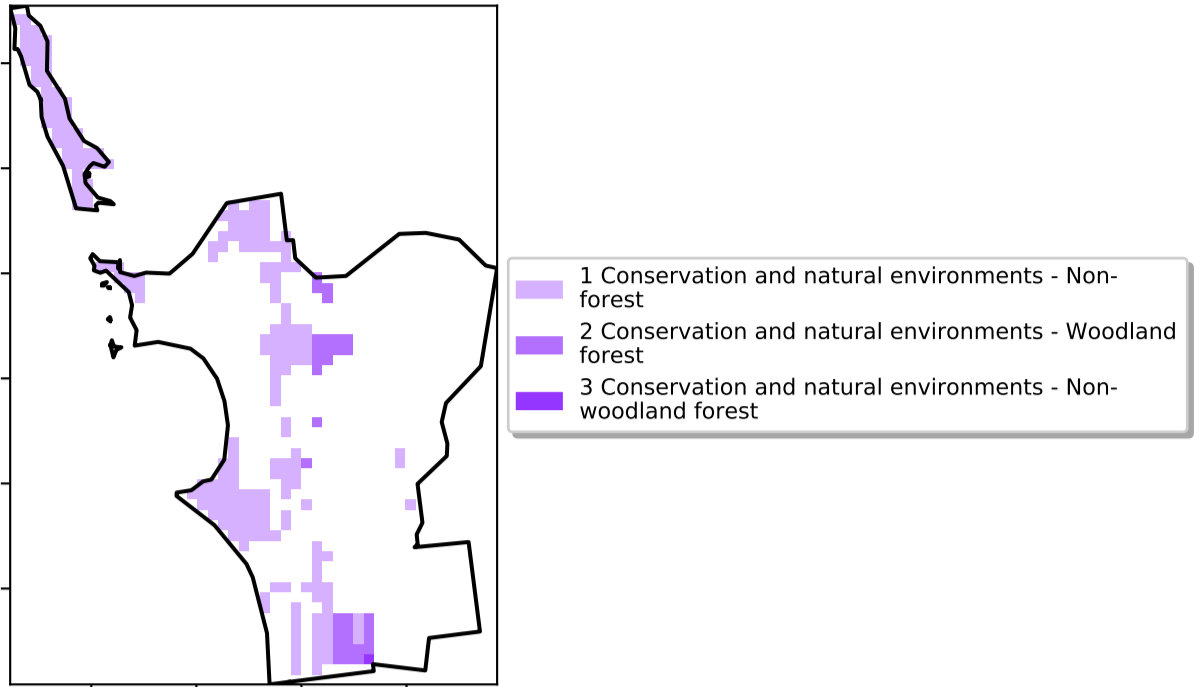 1 Conservation and natural environments - Non-
forest
2 Conservation and natural environments - Woodland
forest
3 Conservation and natural environments - Non-
woodland forest